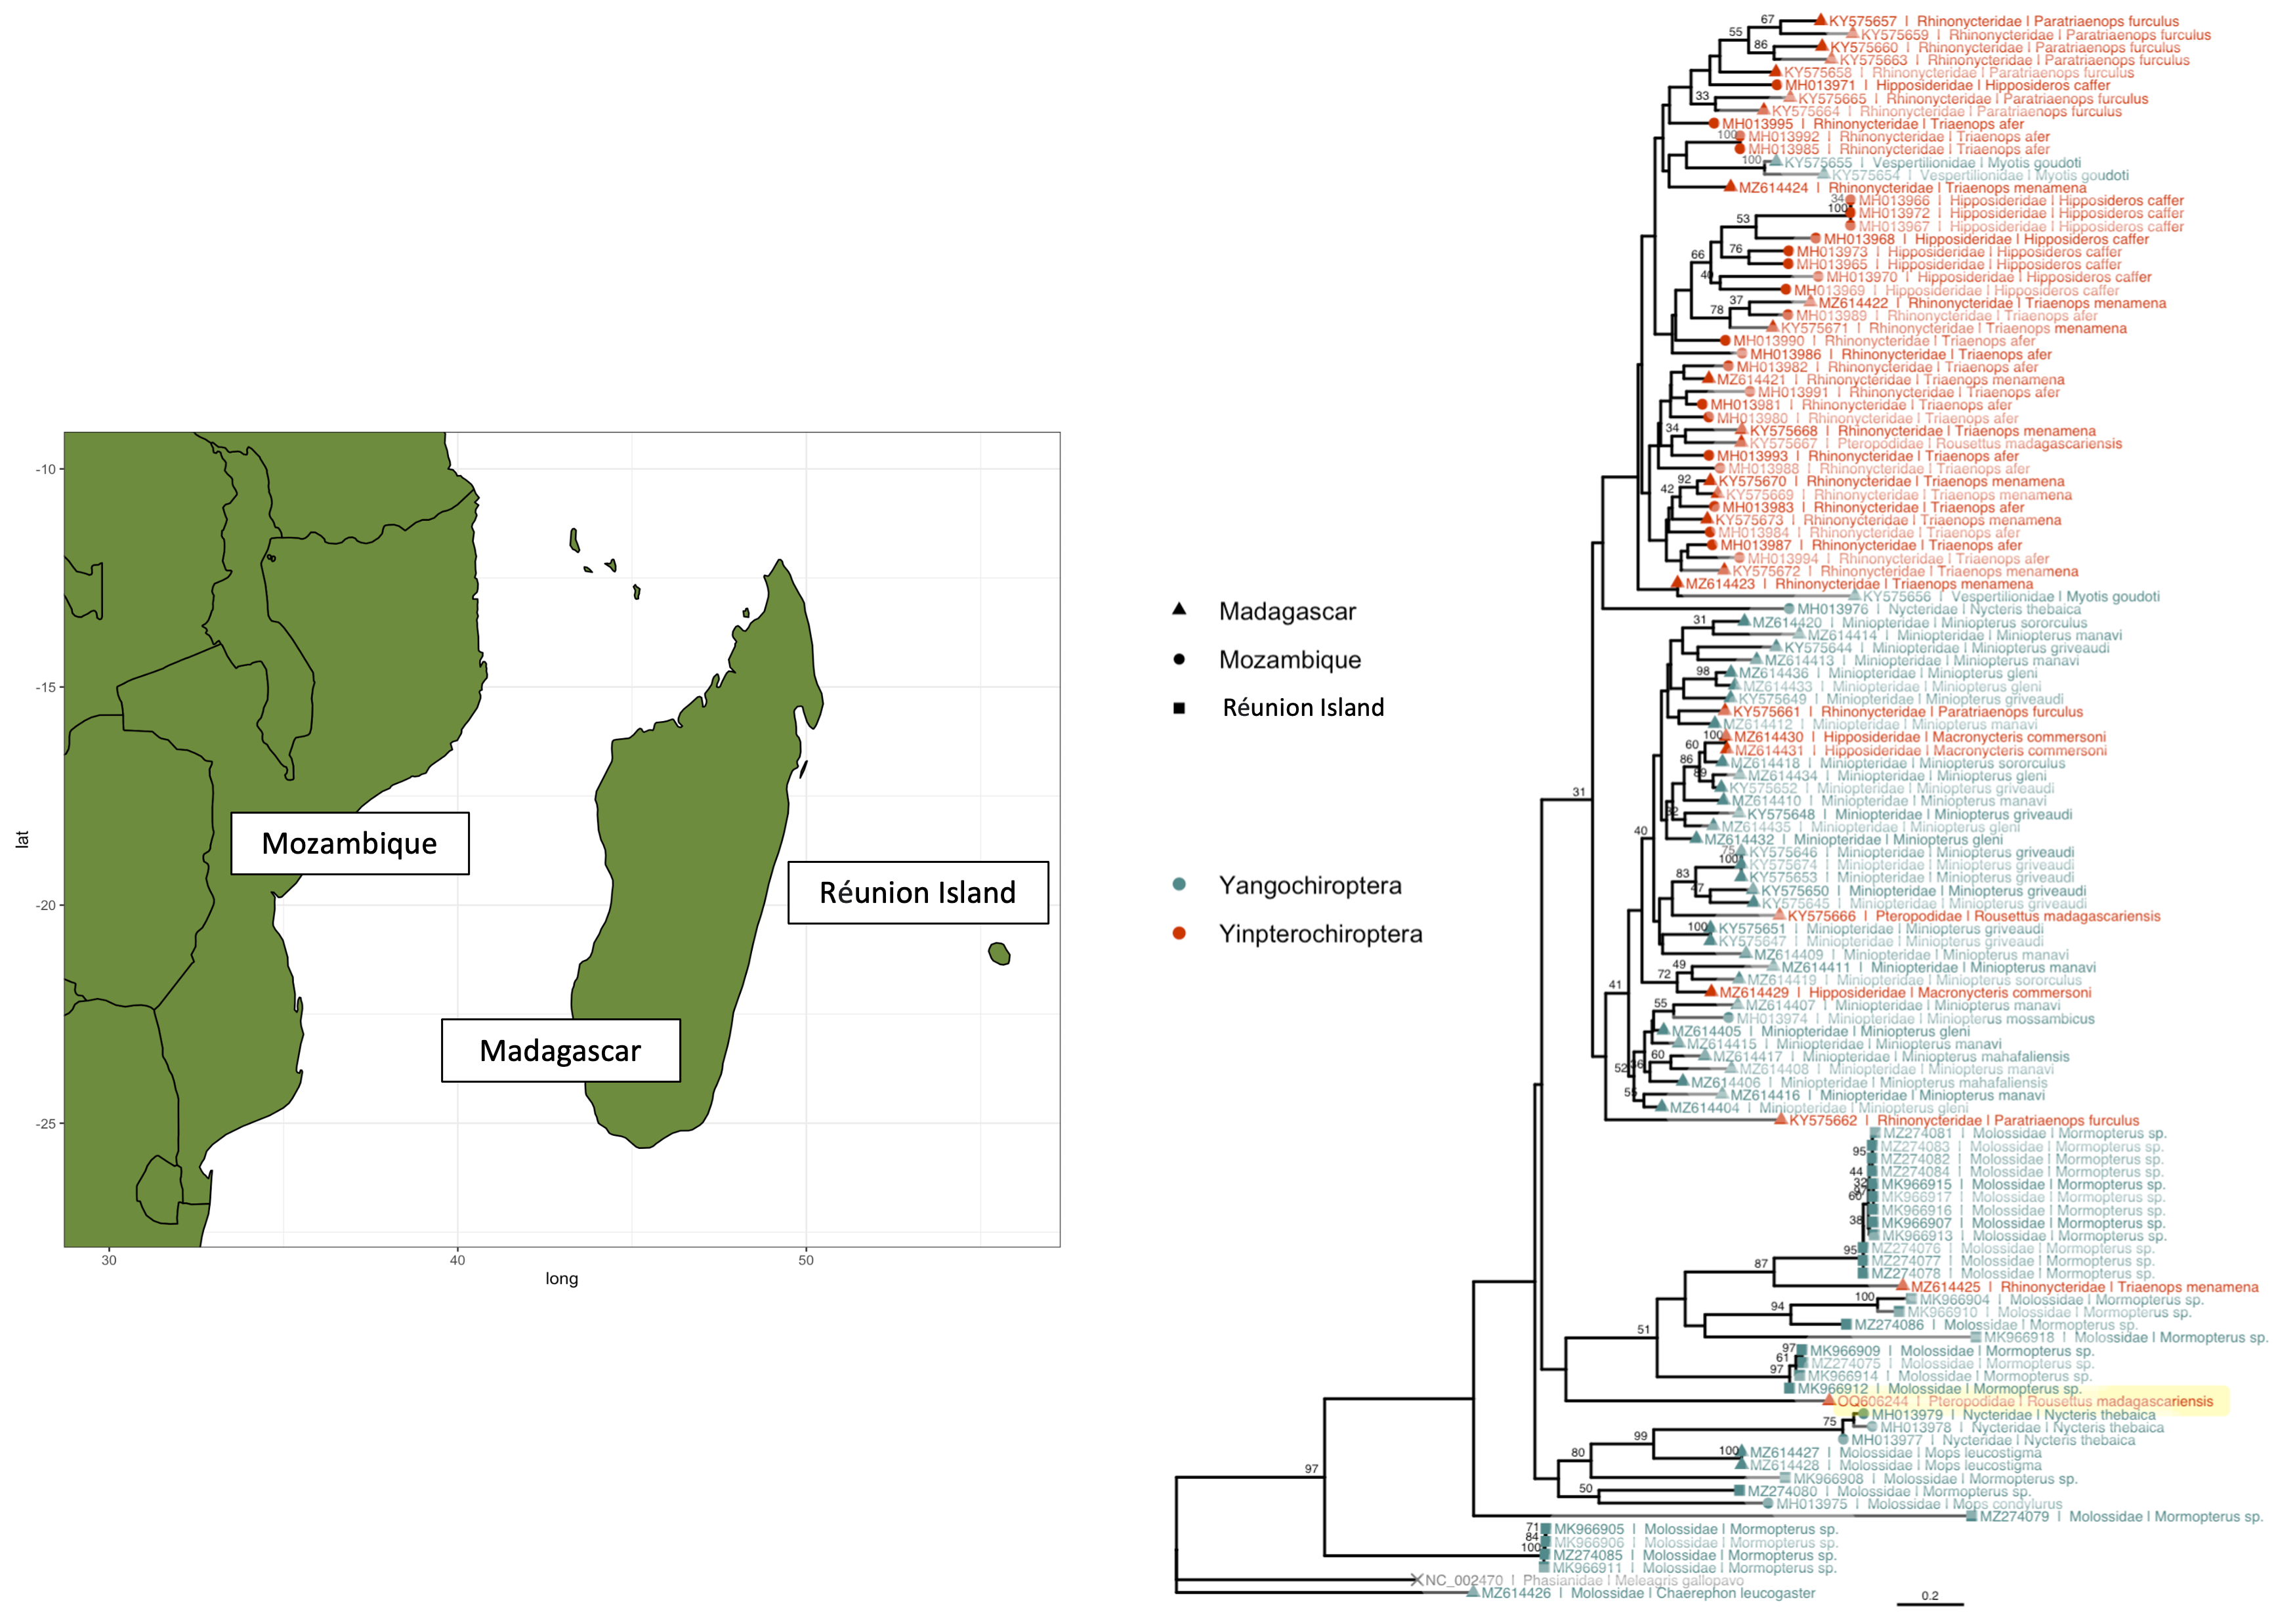 -10
-15
-20
-25
lat
30
40
50
long
Mozambique
Réunion Island
Madagascar
Madagascar
Mozambique
Réunion Island
Yangochiroptera
Yinpterochiroptera
67 KY575657 | Rhinonycteridae | Paratriaenops furculus
55 KY575659 | Rhinonycteridae | Paratriaenops furculus
86 KY575660 | Rhinonycteridae | Paratriaenops furculus
KY575663 | Rhinonycteridae | Paratriaenops furculus
KY575658 | Rhinonycteridae | Paratriaenops furculus
MH013971 | Hipposideridae | Hipposideros caffer
33 KY575665 | Rhinonycteridae | Paratriaenops furculus
KY575664 | Rhinonycteridae | Paratriaenops furculus
MH013995 | Rhinonycteridae | Triaenops afer
100 MH013992 | Rhinonycteridae | Triaenops afer
MH013985 | Rhinonycteridae | Triaenops afer
100 KY575655 | Vespertilionidae | Myotis goudoti
KY575654 | Vespertilionidae | Myotis goudoti
MZ614424 | Rhinonycteridae | Triaenops menamena
34 MH013966 | Hipposideridae | Hipposideros caffer
100 MH013972 | Hipposideridae | Hipposideros caffer
53 MH013967 | Hipposideridae | Hipposideros caffer
MH013968 | Hipposideridae | Hipposideros caffer
76 MH013973 | Hipposideridae | Hipposideros caffer
66 MH013965 | Hipposideridae | Hipposideros caffer
40 MH013970 | Hipposideridae | Hipposideros caffer
MH013969 | Hipposideridae | Hipposideros caffer
37 MZ614422 | Rhinonycteridae | Triaenops menamena
78 MH013989 | Rhinonycteridae | Triaenops afer
KY575671 | Rhinonycteridae | Triaenops menamena
MH013990 | Rhinonycteridae | Triaenops afer
MH013986 | Rhinonycteridae | Triaenops afer
MH013982 | Rhinonycteridae | Triaenops afer
MZ614421 | Rhinonycteridae | Triaenops menamena
MH013991 | Rhinonycteridae | Triaenops afer
MH013981 | Rhinonycteridae | Triaenops afer
MH013980 | Rhinonycteridae | Triaenops afer
34 KY575668 | Rhinonycteridae | Triaenops menamena
KY575667 | Pteropodidae | Rousettus madagascariensis
MH013993 | Rhinonycteridae | Triaenops afer
MH013988 | Rhinonycteridae | Triaenops afer
92 KY575670 | Rhinonycteridae | Triaenops menamena
42 KY575669 | Rhinonycteridae | Triaenops menamena
MH013983 | Rhinonycteridae | Triaenops afer
KY575673 | Rhinonycteridae | Triaenops menamena
MH013984 | Rhinonycteridae | Triaenops afer
MH013987 | Rhinonycteridae | Triaenops afer
MH013994 | Rhinonycteridae | Triaenops afer
KY575672 | Rhinonycteridae | Triaenops menamena
MZ614423 | Rhinonycteridae | Triaenops menamena
KY575656 | Vespertilionidae | Myotis goudoti
MH013976 | Nycteridae | Nycteris thebaica
31 MZ614420 | Miniopteridae | Miniopterus sororculus
MZ614414 | Miniopteridae | Miniopterus manavi
KY575644 | Miniopteridae | Miniopterus griveaudi
MZ614413 | Miniopteridae | Miniopterus manavi
98 MZ614436 | Miniopteridae | Miniopterus gleni
MZ614433 | Miniopteridae | Miniopterus gleni
KY575649 | Miniopteridae | Miniopterus griveaudi
KY575661 | Rhinonycteridae | Paratriaenops furculus
MZ614412 | Miniopteridae | Miniopterus manavi
100 MZ614430 | Hipposideridae | Macronycteris commersoni
60 MZ614431 | Hipposideridae | Macronycteris commersoni
86 MZ614418 | Miniopteridae | Miniopterus sororculus
89 MZ614434 | Miniopteridae | Miniopterus gleni
KY575652 | Miniopteridae | Miniopterus griveaudi
31 MZ614410 | Miniopteridae | Miniopterus manavi
KY575648 | Miniopteridae | Miniopterus griveaudi
MZ614435 | Miniopteridae | Miniopterus gleni
40 MZ614432 | Miniopteridae | Miniopterus gleni
75 KY575646 | Miniopteridae | Miniopterus griveaudi
100 KY575674 | Miniopteridae | Miniopterus griveaudi
83 KY575653 | Miniopteridae | Miniopterus griveaudi
47 KY575650 | Miniopteridae | Miniopterus griveaudi
KY575645 | Miniopteridae | Miniopterus griveaudi
KY575666 | Pteropodidae | Rousettus madagascariensis
100 KY575651 | Miniopteridae | Miniopterus griveaudi
KY575647 | Miniopteridae | Miniopterus griveaudi
MZ614409 | Miniopteridae | Miniopterus manavi
49 MZ614411 | Miniopteridae | Miniopterus manavi
72 MZ614419 | Miniopteridae | Miniopterus sororculus
41 MZ614429 | Hipposideridae | Macronycteris commersoni
55 MZ614407 | Miniopteridae | Miniopterus manavi
MH013974 | Miniopteridae | Miniopterus mossambicus
MZ614405 | Miniopteridae | Miniopterus gleni
MZ614415 | Miniopteridae | Miniopterus manavi
60 MZ614417 | Miniopteridae | Miniopterus mahafaliensis
52 MZ614408 | Miniopteridae | Miniopterus manavi
MZ614406 | Miniopteridae | Miniopterus mahafaliensis
55 MZ614416 | Miniopteridae | Miniopterus manavi
MZ614404 | Miniopteridae | Miniopterus gleni
KY575662 | Rhinonycteridae | Paratriaenops furculus
MZ274081 | Molossidae | Mormopterus sp.
95 MZ274083 | Molossidae | Mormopterus sp.
MZ274082 | Molossidae | Mormopterus sp.
44 MZ274084 | Molossidae | Mormopterus sp.
MK966915 | Molossidae | Mormopterus sp.
60 MK966917 | Molossidae | Mormopterus sp.
MK966916 | Molossidae | Mormopterus sp.
38 MK966907 | Molossidae | Mormopterus sp.
MK966913 | Molossidae | Mormopterus sp.
95 MZ274076 | Molossidae | Mormopterus sp.
87 MZ274077 | Molossidae | Mormopterus sp.
MZ274078 | Molossidae | Mormopterus sp.
MZ614425 | Rhinonycteridae | Triaenops menamena
100 MK966904 | Molossidae | Mormopterus sp.
94 MK966910 | Molossidae | Mormopterus sp.
51 MZ274086 | Molossidae | Mormopterus sp.
MK966918 | Molossidae | Mormopterus sp.
97 MK966909 | Molossidae | Mormopterus sp.
61 MZ274075 | Molossidae | Mormopterus sp.
97 MK966914 | Molossidae | Mormopterus sp.
MK966912 | Molossidae | Mormopterus sp.
OQ606244 | Pteropodidae | Rousettus madagascariensis
MH013979 | Nycteridae | Nycteris thebaica
75 MH013978 | Nycteridae | Nycteris thebaica
99 MH013977 | Nycteridae | Nycteris thebaica
80 100 MZ614427 | Molossidae | Mops leucostigma
MZ614428 | Molossidae | Mops leucostigma
97 MK966908 | Molossidae | Mormopterus sp.
50 MZ274080 | Molossidae | Mormopterus sp.
MH013975 | Molossidae | Mops condylurus
MZ274079 | Molossidae | Mormopterus sp.
71 MK966905 | Molossidae | Mormopterus sp.
84 MK966906 | Molossidae | Mormopterus sp.
100 MZ274085 | Molossidae | Mormopterus sp.
MK966911 | Molossidae | Mormopterus sp.
NC_002470 | Phasianidae | Meleagris gallopavo
MZ614426 | Molossidae | Chaerephon leucogaster
0.2